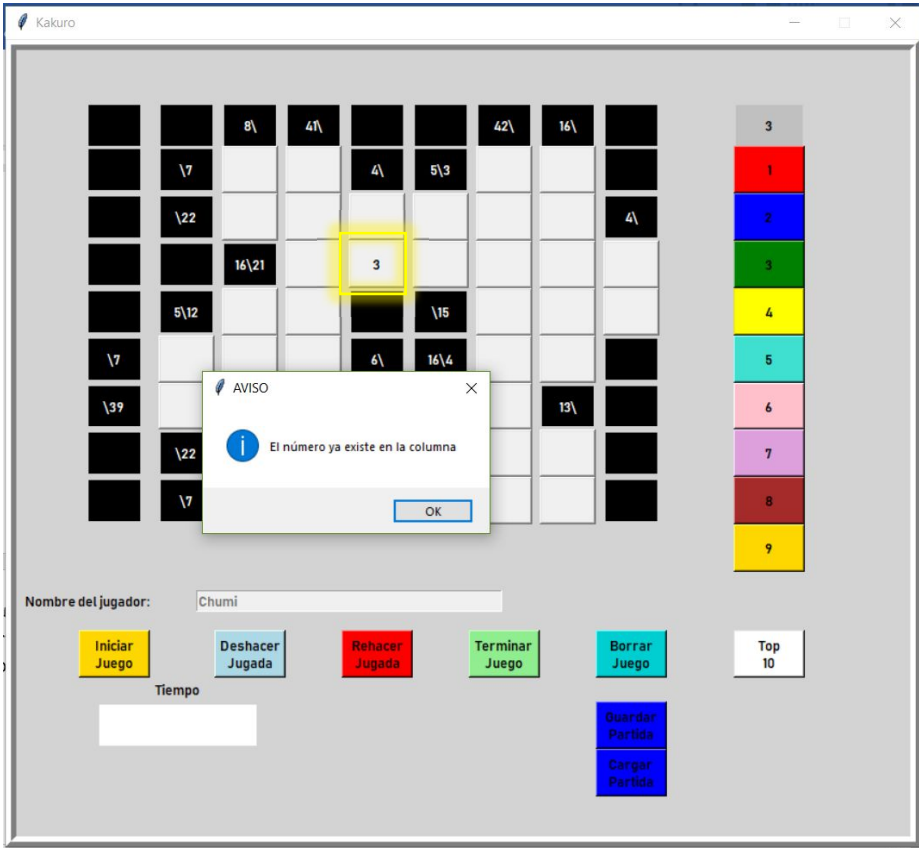 Kakuro
8\ 41\ 42\ 16\ 3
\7 4\ 5\3 1
\22 4\ 2
16\21 3 3
5\12 \15 4
\7 6\ 16\4 5
AVISO
\39 13\ 6
El número ya existe en la columna
\22 7
\7 8
OK
9
Nombre del jugador: Chumi
Iniciar Juego
Deshacer Jugada
Rehacer Jugada
Terminar Juego
Borrar Juego
Top 10
Tiempo
Guardar Partida
Cargar Partida